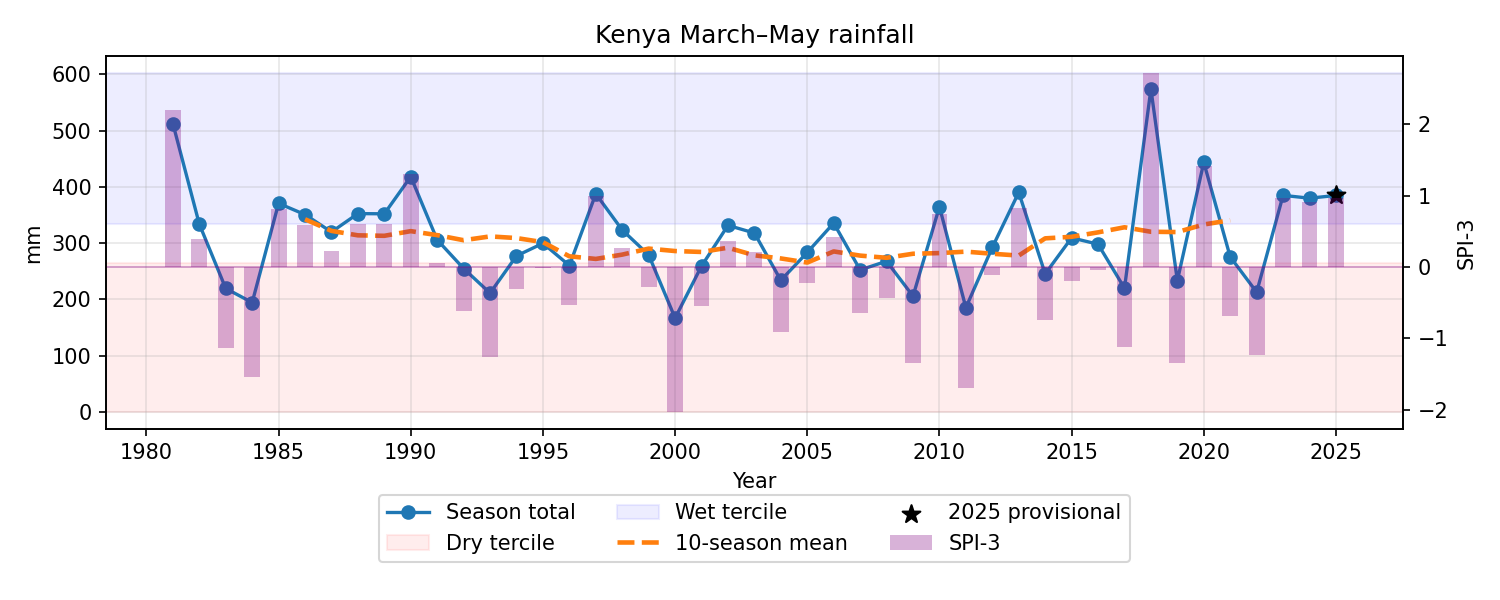 Kenya March–May rainfall
600
500
400
300
200
100
0
mm
2
1
0
−1
−2
SPI-3
1980 1985 1990 1995 2000 2005 2010 2015 2020 2025
Year
Season total Wet tercile 2025 provisional
Dry tercile 10-season mean SPI-3